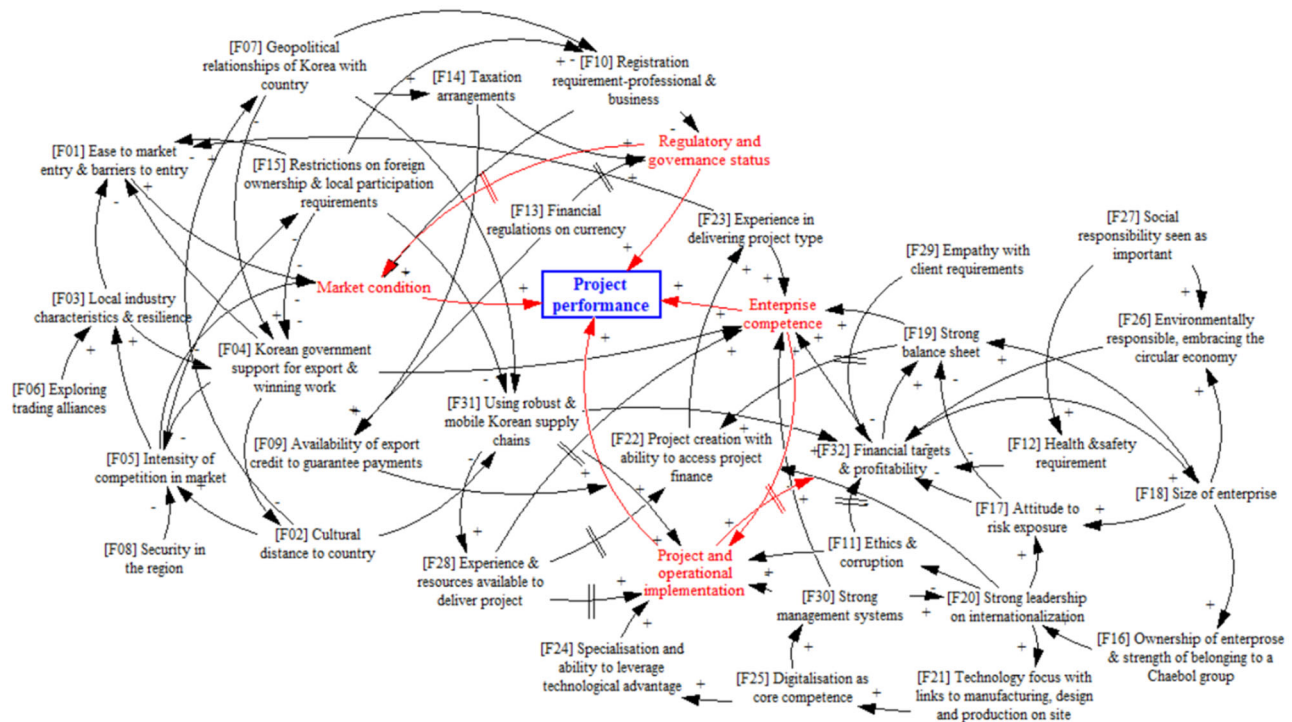 [F07] Geopolitical
relationships of Korea with
country
[F10] Registration
requirement-professional &
business
[F14] Taxation
arrangements
Regulatory and
governance status
[F01] Ease to market
entry & barriers to entry
[F15] Restrictions on foreign
ownership & local participation
requirements
[F13] Financial
regulations on currency
[F23] Experience in
delivering project type
[F27] Social
responsibility seen as
important
[F29] Empathy with
client requirements
Market condition
Project
performance
Enterprise
competence
[F03] Local industry
characteristics & resilience
[F04] Korean government
support for export &
winning work
[F19] Strong
balance sheet
[F26] Environmentally
responsible, embracing the
circular economy
[F06] Exploring
trading alliances
[F31] Using robust &
mobile Korean supply
chains
[F05] Intensity of
competition in market
[F09] Availability of export
credit to guarantee payments
[F22] Project creation with
ability to access project
finance
[F32] Financial targets
& profitability
[F12] Health &safety
requirement
[F18] Size of enterprise
[F17] Attitude to
risk exposure
[F08] Security in
the region
[F02] Cultural
distance to country
[F28] Experience &
resources available to
deliver project
Project and
operational
implementation
[F11] Ethics &
corruption
[F30] Strong
management systems
[F20] Strong leadership
on internationalization
[F16] Ownership of enterprose
& strength of belonging to a
Chaebol group
[F24] Specialisation and
ability to leverage
technological advantage
[F25] Digitalisation as
core competence
[F21] Technology focus with
links to manufacturing, design
and production on site